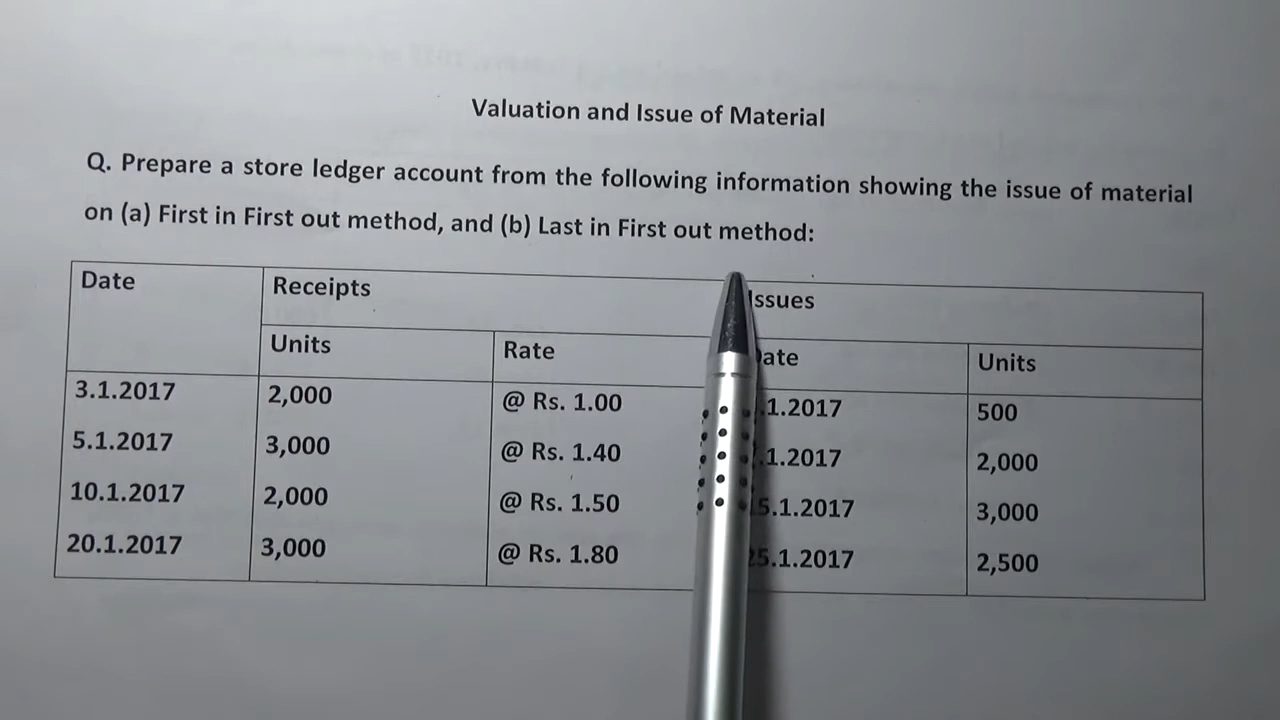 Valuation and Issue of Material
Q. Prepare a store ledger account from the following information showing the issue of material
on (a) First in First out method, and (b) Last in First out method:
Date Receipts Issues
Units Rate Date Units
3.1.2017 2,000 @ Rs. 1.00 .1.2017 500
5.1.2017 3,000 @ Rs. 1.40 .1.2017 2,000
10.1.2017 2,000 @ Rs. 1.50 5.1.2017 3,000
20.1.2017 3,000 @ Rs. 1.80 25.1.2017 2,500